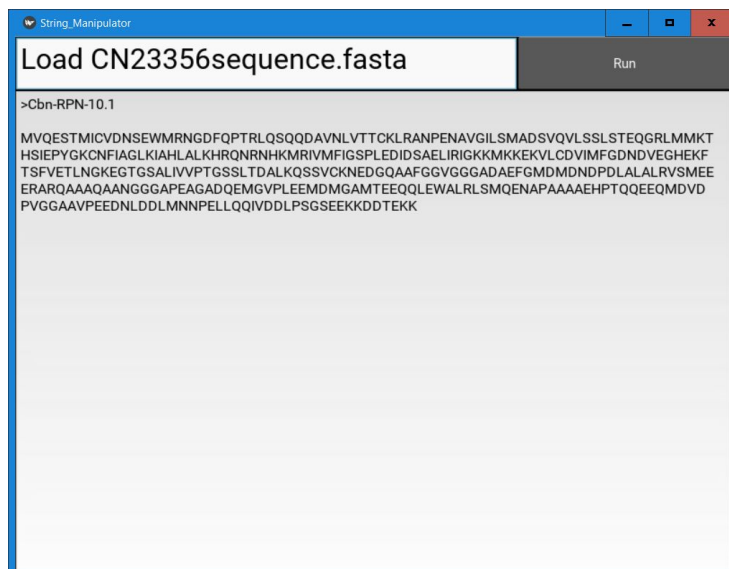 String_Manipulator
Load CN23356sequence.fasta
Run
>Cbn-RPN-10.1
MVQESTMICVDNSEWMRNGDFQPTRLQSQQDAVNLVTTCKLRANPENAVGILSMADSVQVLSSLSTEQGRLMMKT
HSIEPYGKCNFIAGLKIAHLALKHRQNRNHKMRIVMFIGSPLEDIDSAELIRIGKKMKKEKVLCDVIMFGDNDVEGHEKF
TSFVETLNGKEGTGSALIVVPTGSSLTDALKQSSVCKNEDGQAAFGGVGGGADAEFGMDMDNDPDLALALRVSMEE
ERARQAAAQAANGGGAPEAGADQEMGVPLEEMDMGAMTEEQQLEWALRLSMQENAPAAAAEHPTQQEEQMDVD
PVGGAAVPEEDNLDDLMNNPELLQQIVDDLPSGSEEKKDDTEKK